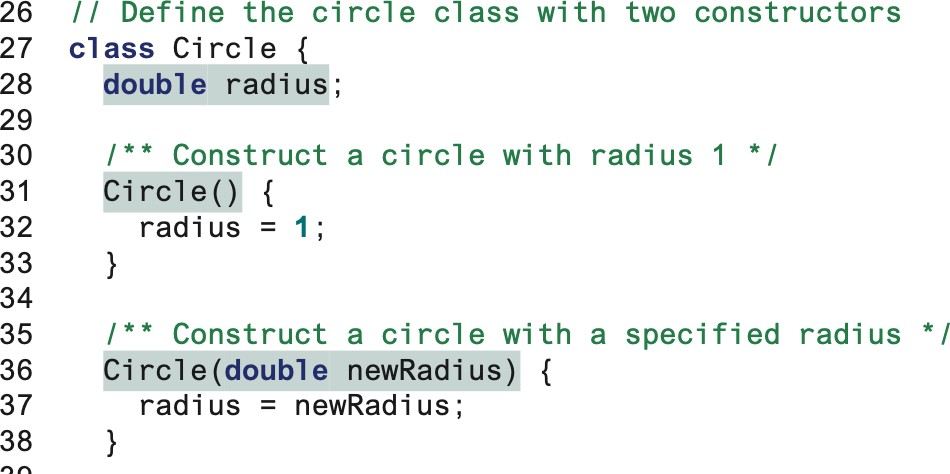 26 // Define the circle class with two constructors
27 class Circle {
28 double radius;
29
30 /** Construct a circle with radius 1 */
31 Circle() {
32 radius = 1;
33 }
34
35 /** Construct a circle with a specified radius */
36 Circle(double newRadius) {
37 radius = newRadius;
38 }